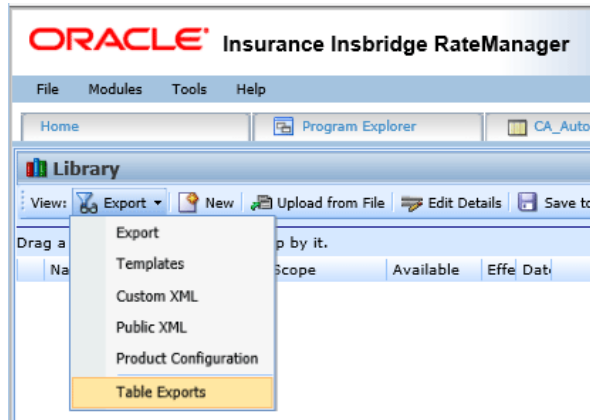 ORACLE® Insurance Insbridge RateManager
File Modules Tools Help
Home Program Explorer CA_Auto
Library
View: Export New Upload from File Edit Details Save to
Drag a p by it.
Na Scope Available Effe Date
Export
Templates
Custom XML
Public XML
Product Configuration
Table Exports